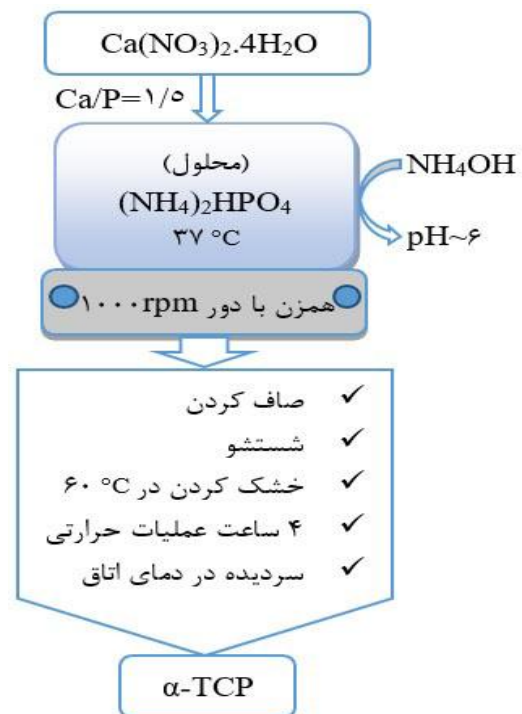 Ca(NO₃)₂.4H₂O
Ca/P=۱/۵
(محلول)
(NH₄)₂HPO₄
۳۷ °C
NH₄OH
pH~۶
همزن با دور ۱۰۰۰rpm
✓ صاف کردن
✓ شستشو
✓ خشک کردن در ۶۰ °C
✓ ۴ ساعت عملیات حرارتی
✓ سردیده در دمای اتاق
α-TCP